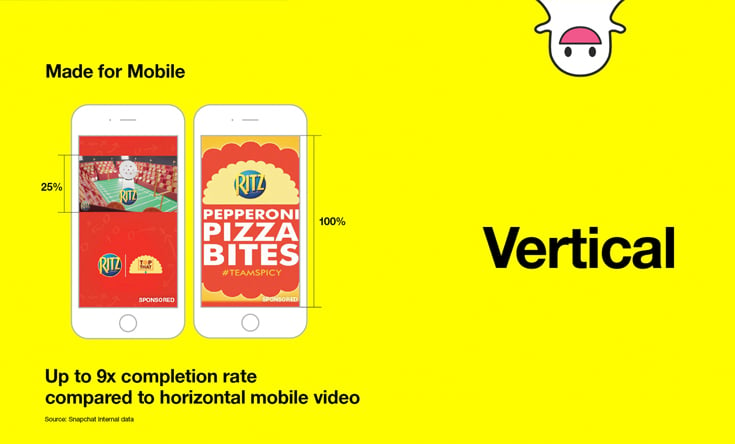 Made for Mobile
25%
RITZ
RITZ
TOP
THAT
SPONSORED
RITZ
PEPPERONI
PIZZA
BITES
#TEAMSPICY
SPONSORED
100%
Vertical
Up to 9x completion rate
compared to horizontal mobile video
Source: Snapchat internal data